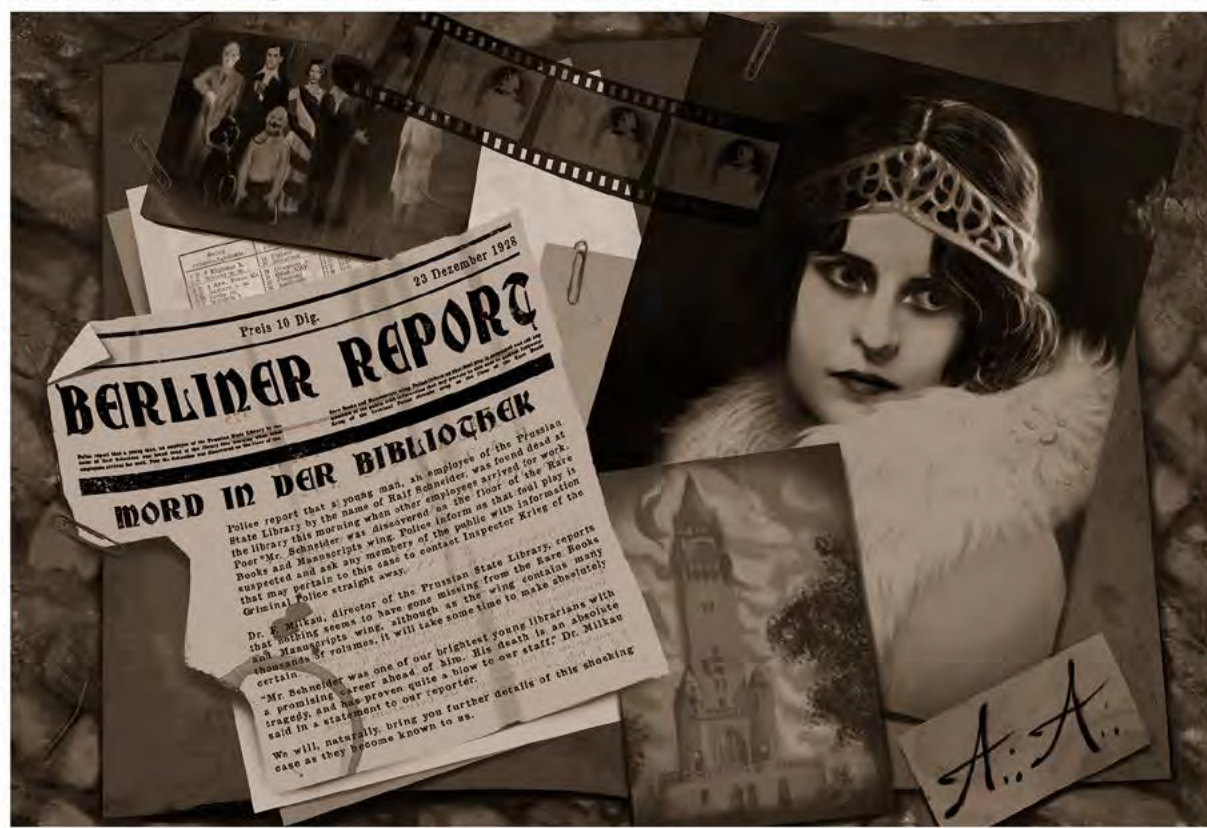 23 Dezember 1928
Preis 10 Dig.
BERLINER REPORT
MORD IN DER BIBLIOTHEK
Police report that a young man, an employee of the Prussian
State Library by the name of Ralf Schneider, was found dead at
the library this morning when other employees arrived for work.
Poor Mr. Schneider was discovered on the floor of the Rare
Books and Manuscripts wing. Police inform us that foul play is
suspected and ask any members of the public with information
that may pertain to this case to contact Inspector Krieg of the
Criminal Police straight away.
Dr. F. Milkau, director of the Prussian State Library, reports
that nothing seems to have gone missing from the Rare Books
and Manuscripts wing, although as the wing contains many
thousands of volumes, it will take some time to make absolutely
certain.
"Mr. Schneider was one of our brightest young librarians with
a promising career ahead of him. His death is an absolute
tragedy, and has proven quite a blow to our staff," Dr. Milkau
said in a statement to our reporter.
We will, naturally, bring you further details of this shocking
case as they become known to us.
A∴A∴